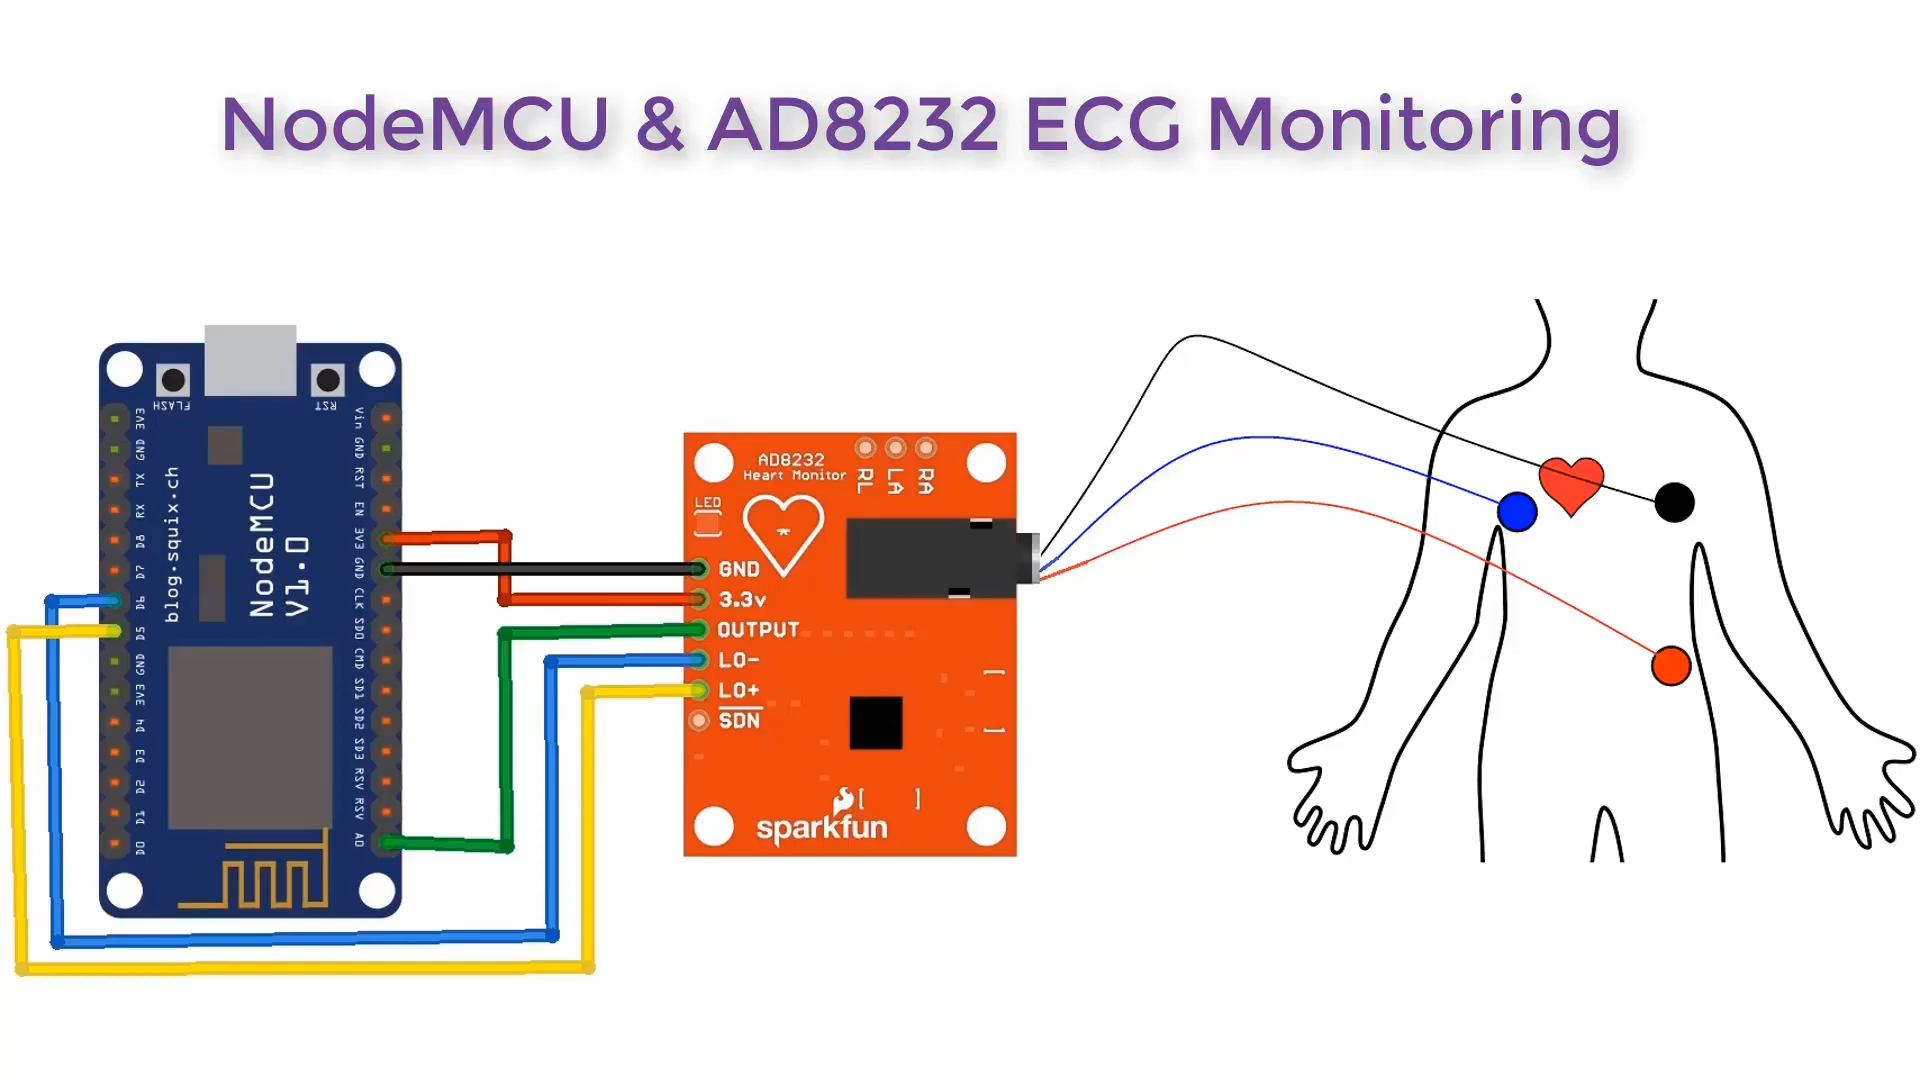 NodeMCU & AD8232 ECG Monitoring
FLASH
RST
3V3
GND
TX
RX
D8
D7
D6
D5
GND
3V3
D4
D3
D2
D1
D0
blog.squix.ch
NodeMCU
V1.0
Vin
GND
RST
EN
3V3
GND
CLK
SD0
CMD
SD1
SD2
SD3
RSV
RSV
A0
AD8232
Heart Monitor
RL
LA
RA
LED
GND
3.3v
OUTPUT
LO-
LO+
SDN
sparkfun